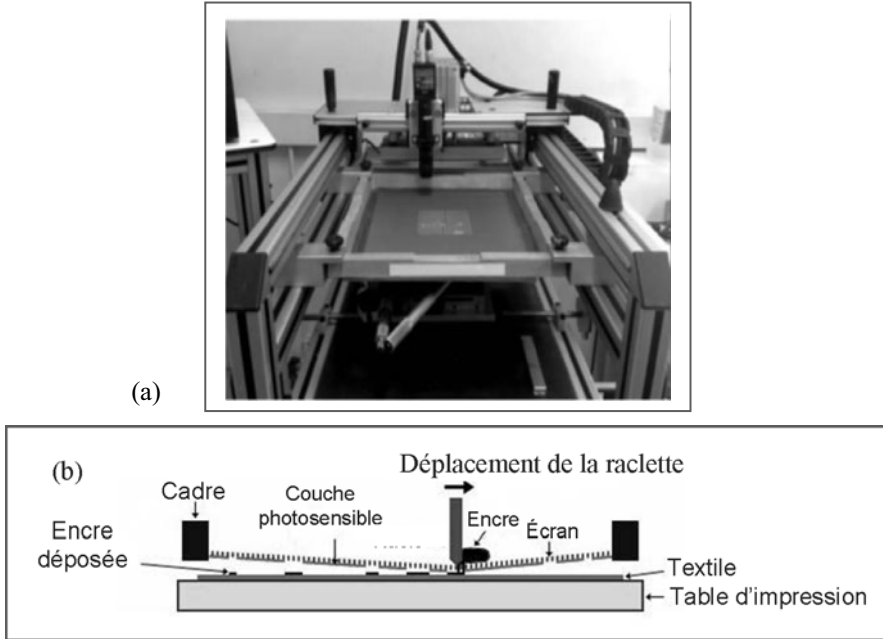 (a)
(b)
Déplacement de la raclette
Cadre
Couche
photosensible
Encre
Écran
Encre
déposée
Textile
Table d'impression